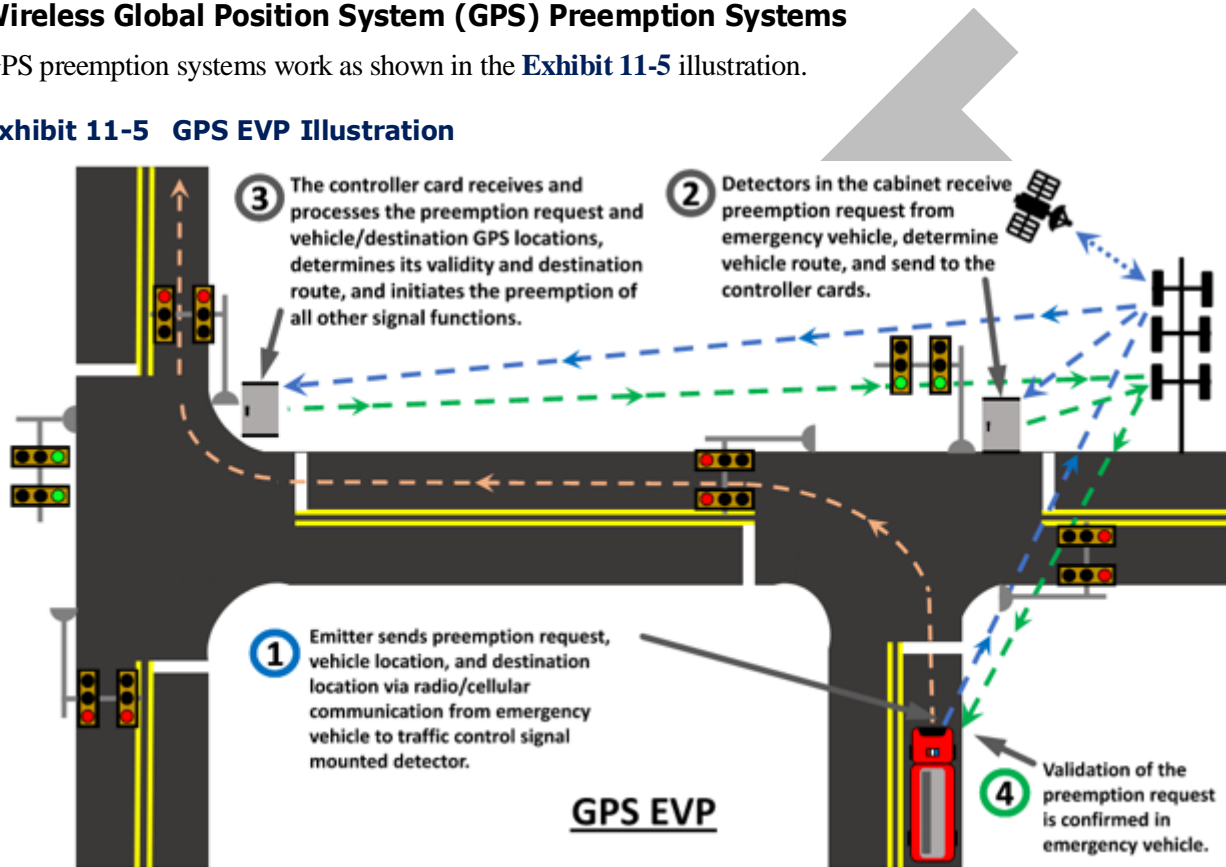 Wireless Global Position System (GPS) Preemption Systems
GPS preemption systems work as shown in the Exhibit 11-5 illustration.
Exhibit 11-5 GPS EVP Illustration
3
The controller card receives and
processes the preemption request and
vehicle/destination GPS locations,
determines its validity and destination
route, and initiates the preemption of
all other signal functions.
2
Detectors in the cabinet receive
preemption request from
emergency vehicle, determine
vehicle route, and send to the
controller cards.
1
Emitter sends preemption request,
vehicle location, and destination
location via radio/cellular
communication from emergency
vehicle to traffic control signal
mounted detector.
GPS EVP
4
Validation of the
preemption request
is confirmed in
emergency vehicle.